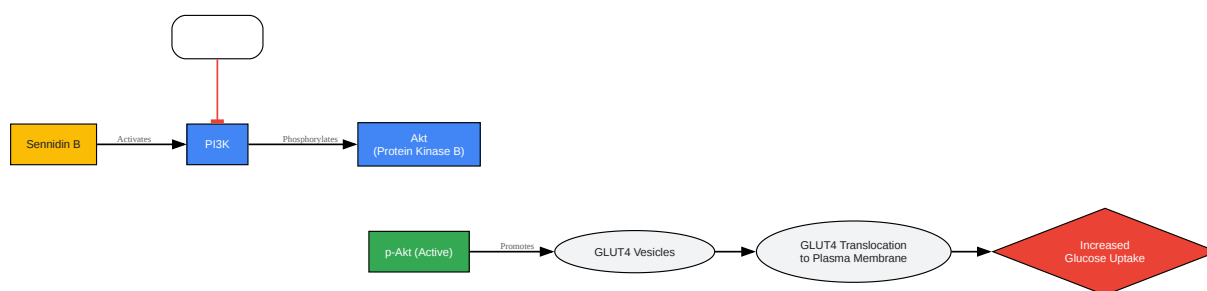 Sennidin B
Activates
PI3K
Phosphorylates
Akt
(Protein Kinase B)
p-Akt (Active)
Promotes
GLUT4 Vesicles
GLUT4 Translocation
to Plasma Membrane
Increased
Glucose Uptake